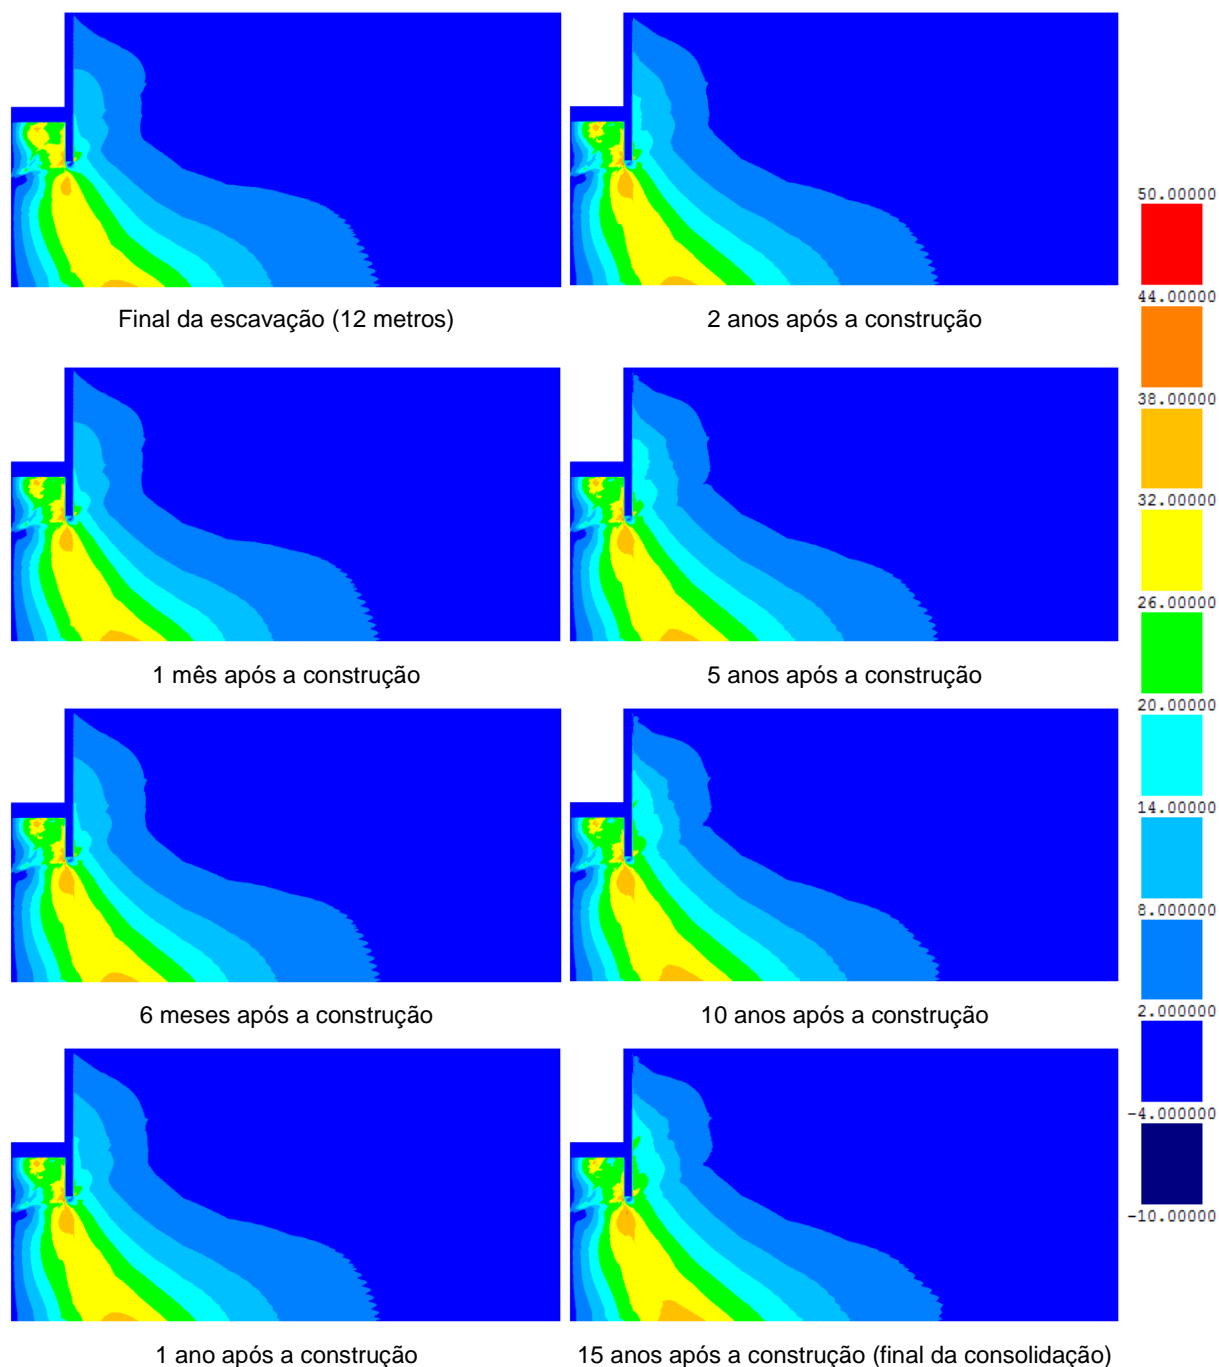 Final da escavação (12 metros)
2 anos após a construção
1 mês após a construção
5 anos após a construção
6 meses após a construção
10 anos após a construção
1 ano após a construção
15 anos após a construção (final da consolidação)
50.00000
44.00000
38.00000
32.00000
26.00000
20.00000
14.00000
8.000000
2.000000
-4.000000
-10.00000